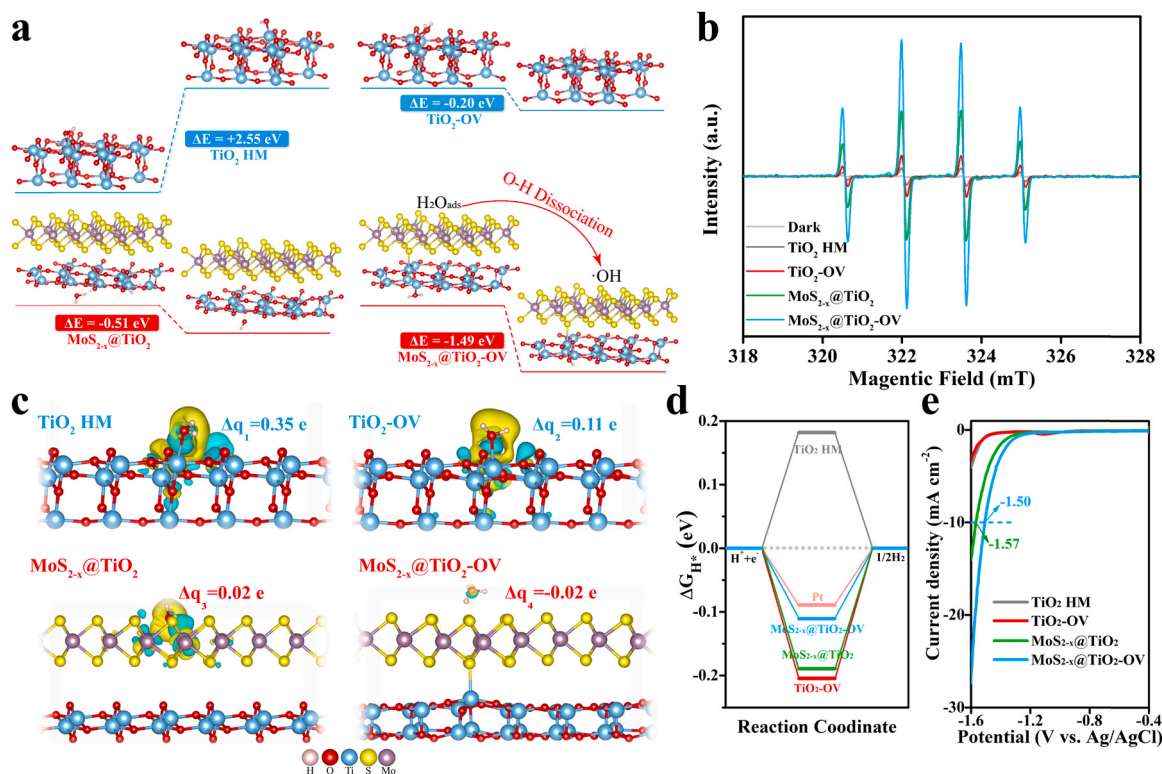 a
ΔE = +2.55 eV
TiO2 HM
ΔE = -0.20 eV
TiO2-OV
H2Oads
O-H Dissociation
·OH
ΔE = -0.51 eV
MoS2-x@TiO2
ΔE = -1.49 eV
MoS2-x@TiO2-OV
b
Intensity (a.u.)
Dark
TiO2 HM
TiO2-OV
MoS2-x@TiO2
MoS2-x@TiO2-OV
318 320 322 324 326 328
Magentic Field (mT)
c
TiO2 HM
Δq1=0.35 e
TiO2-OV
Δq2=0.11 e
MoS2-x@TiO2
Δq3=0.02 e
MoS2-x@TiO2-OV
Δq4=-0.02 e
H O Ti S Mo
d
ΔGH* (eV)
0.2
0.1
0.0
-0.1
-0.2
TiO2 HM
H++e-
1/2H2
Pt
MoS2-x@TiO2-OV
MoS2-x@TiO2
TiO2-OV
Reaction Coodinate
e
Current density (mA cm-2)
0
-10
-20
-30
-1.50
-1.57
TiO2 HM
TiO2-OV
MoS2-x@TiO2
MoS2-x@TiO2-OV
-1.6 -1.2 -0.8 -0.4
Potential (V vs. Ag/AgCl)